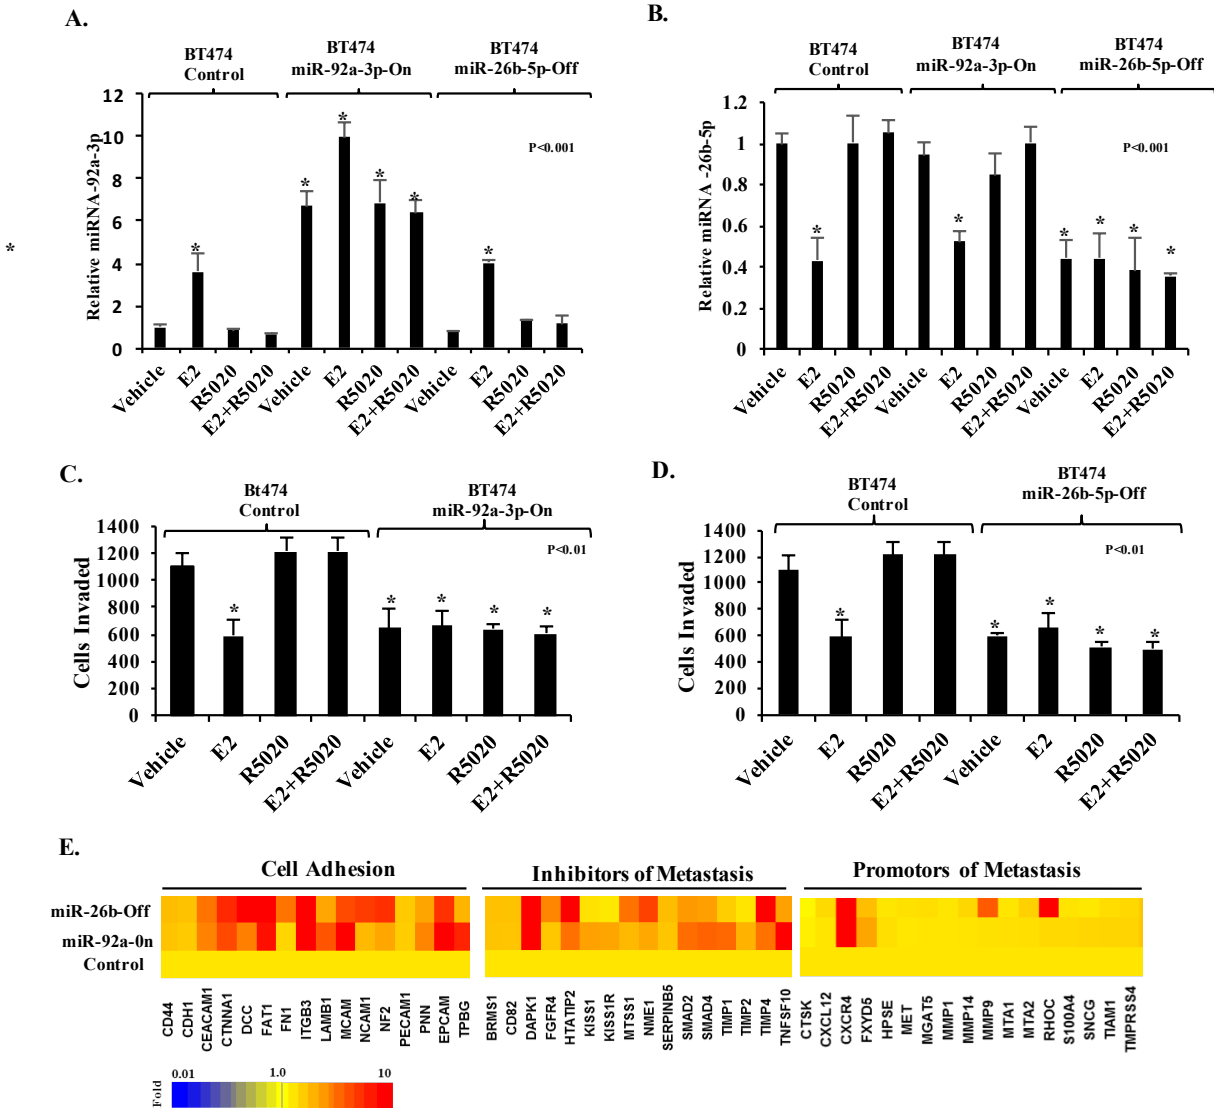 A.
BT474
Control
BT474
miR-92a-3p-On
BT474
miR-26b-5p-Off
Relative miRNA-92a-3p
12
10
8
6
4
2
0
P<0.001
*
*
*
*
*
*
*
Vehicle
E2
R5020
E2+R5020
Vehicle
E2
R5020
E2+R5020
Vehicle
E2
R5020
E2+R5020
B.
BT474
Control
BT474
miR-92a-3p-On
BT474
miR-26b-5p-Off
Relative miRNA -26b-5p
1.2
1
0.8
0.6
0.4
0.2
0
P<0.001
*
*
*
*
*
*
Vehicle
E2
R5020
E2+R5020
Vehicle
E2
R5020
E2+R5020
Vehicle
E2
R5020
E2+R5020
C.
Bt474
Control
BT474
miR-92a-3p-On
Cells Invaded
1400
1200
1000
800
600
400
200
0
P<0.01
*
*
*
*
*
Vehicle
E2
R5020
E2+R5020
Vehicle
E2
R5020
E2+R5020
D.
BT474
Control
BT474
miR-26b-5p-Off
Cells Invaded
1400
1200
1000
800
600
400
200
0
P<0.01
*
*
*
*
*
Vehicle
E2
R5020
E2+R5020
Vehicle
E2
R5020
E2+R5020
E.
Cell Adhesion
Inhibitors of Metastasis
Promotors of Metastasis
miR-26b-Off
miR-92a-0n
Control
CD44
CDH1
CEACAM1
CTNNA1
DCC
FAT1
FN1
ITGB3
LAMB1
MCAM
NCAM1
NF2
PECAM1
PNN
EPCAM
TPBG
BRMS1
CD82
DAPK1
FGFR4
HTATIP2
KISS1
KISS1R
MTSS1
NME1
SERPINB5
SMAD2
SMAD4
TIMP1
TIMP2
TIMP4
TNFSF10
CTSK
CXCL12
CXCR4
FXYD5
HPSE
MET
MGAT5
MMP1
MMP14
MMP9
MTA1
MTA2
RHOC
S100A4
SNCG
TIAM1
TMPRSS4
Fold
0.01
1.0
10